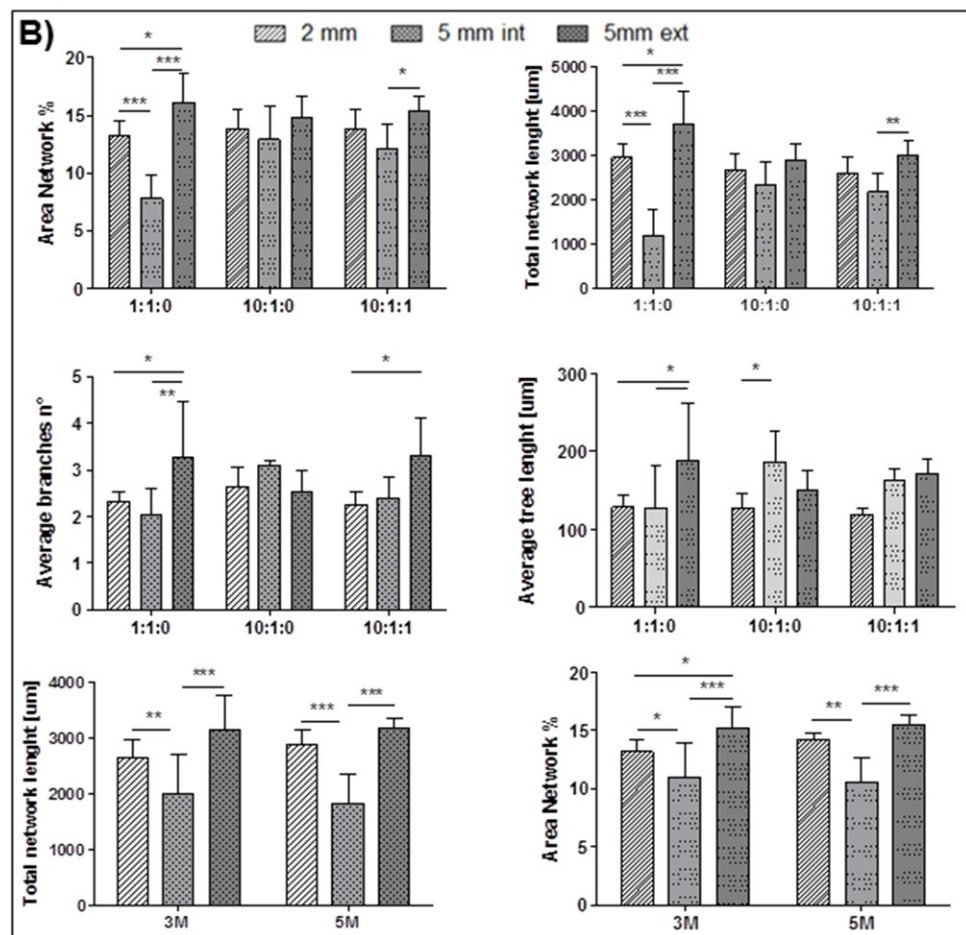 B)
2 mm 5 mm int 5mm ext
Area Network %
20
15
10
5
0
* *** ***
*
1:1:0 10:1:0 10:1:1
Total network lenght [um]
5000
4000
3000
2000
1000
0
* *** ***
**
1:1:0 10:1:0 10:1:1
Average branches n°
5
4
3
2
1
0
* **
*
1:1:0 10:1:0 10:1:1
Average tree lenght [um]
300
200
100
0
* *
1:1:0 10:1:0 10:1:1
Total network lenght [um]
4000
3000
2000
1000
0
** *** *** ***
3M 5M
Area Network %
20
15
10
5
0
* * *** ** ***
3M 5M